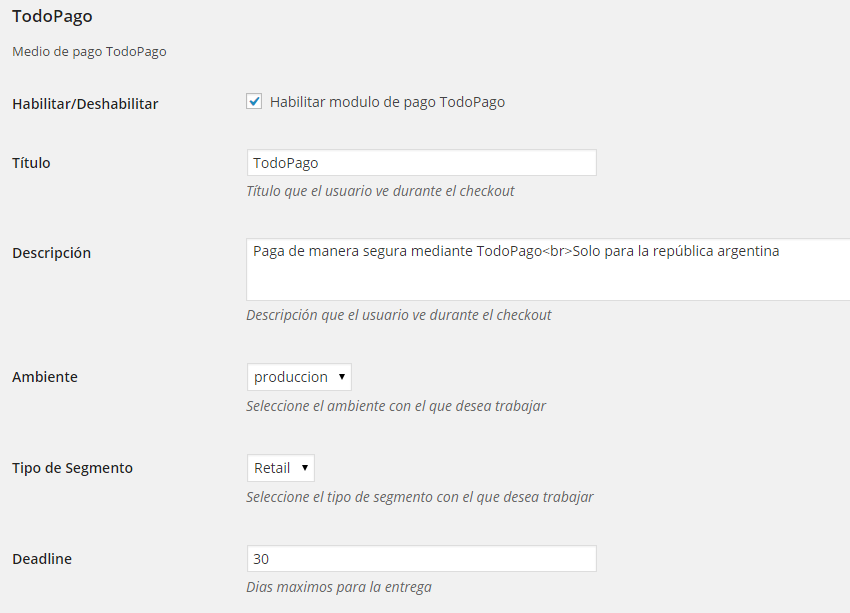 TodoPago
Medio de pago TodoPago
Habilitar/Deshabilitar
Habilitar modulo de pago TodoPago
Título
TodoPago
Título que el usuario ve durante el checkout
Descripción
Paga de manera segura mediante TodoPago<br>Solo para la república argentina
Descripción que el usuario ve durante el checkout
Ambiente
produccion
Seleccione el ambiente con el que desea trabajar
Tipo de Segmento
Retail
Seleccione el tipo de segmento con el que desea trabajar
Deadline
30
Dias maximos para la entrega